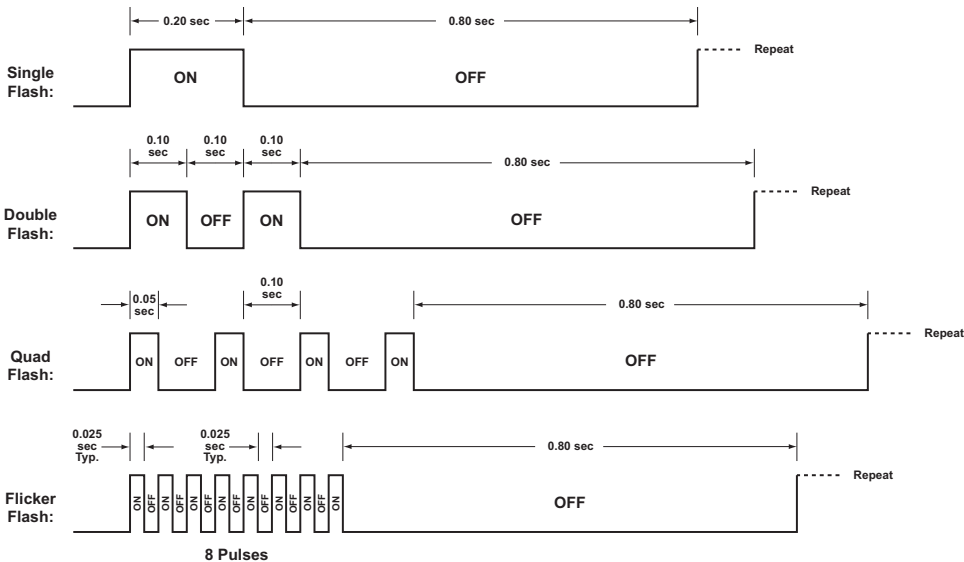 0.20 sec
0.80 sec
Repeat
Single
Flash:
ON
OFF
0.10
sec
0.10
sec
0.10
sec
0.80 sec
Repeat
Double
Flash:
ON
OFF
ON
OFF
0.05
sec
0.10
sec
0.80 sec
Repeat
Quad
Flash:
ON
OFF
ON
OFF
ON
OFF
ON
OFF
0.025
sec
Typ.
0.025
sec
Typ.
0.80 sec
Repeat
Flicker
Flash:
ON
OFF
ON
OFF
ON
OFF
ON
OFF
ON
OFF
ON
OFF
ON
OFF
ON
OFF
8 Pulses